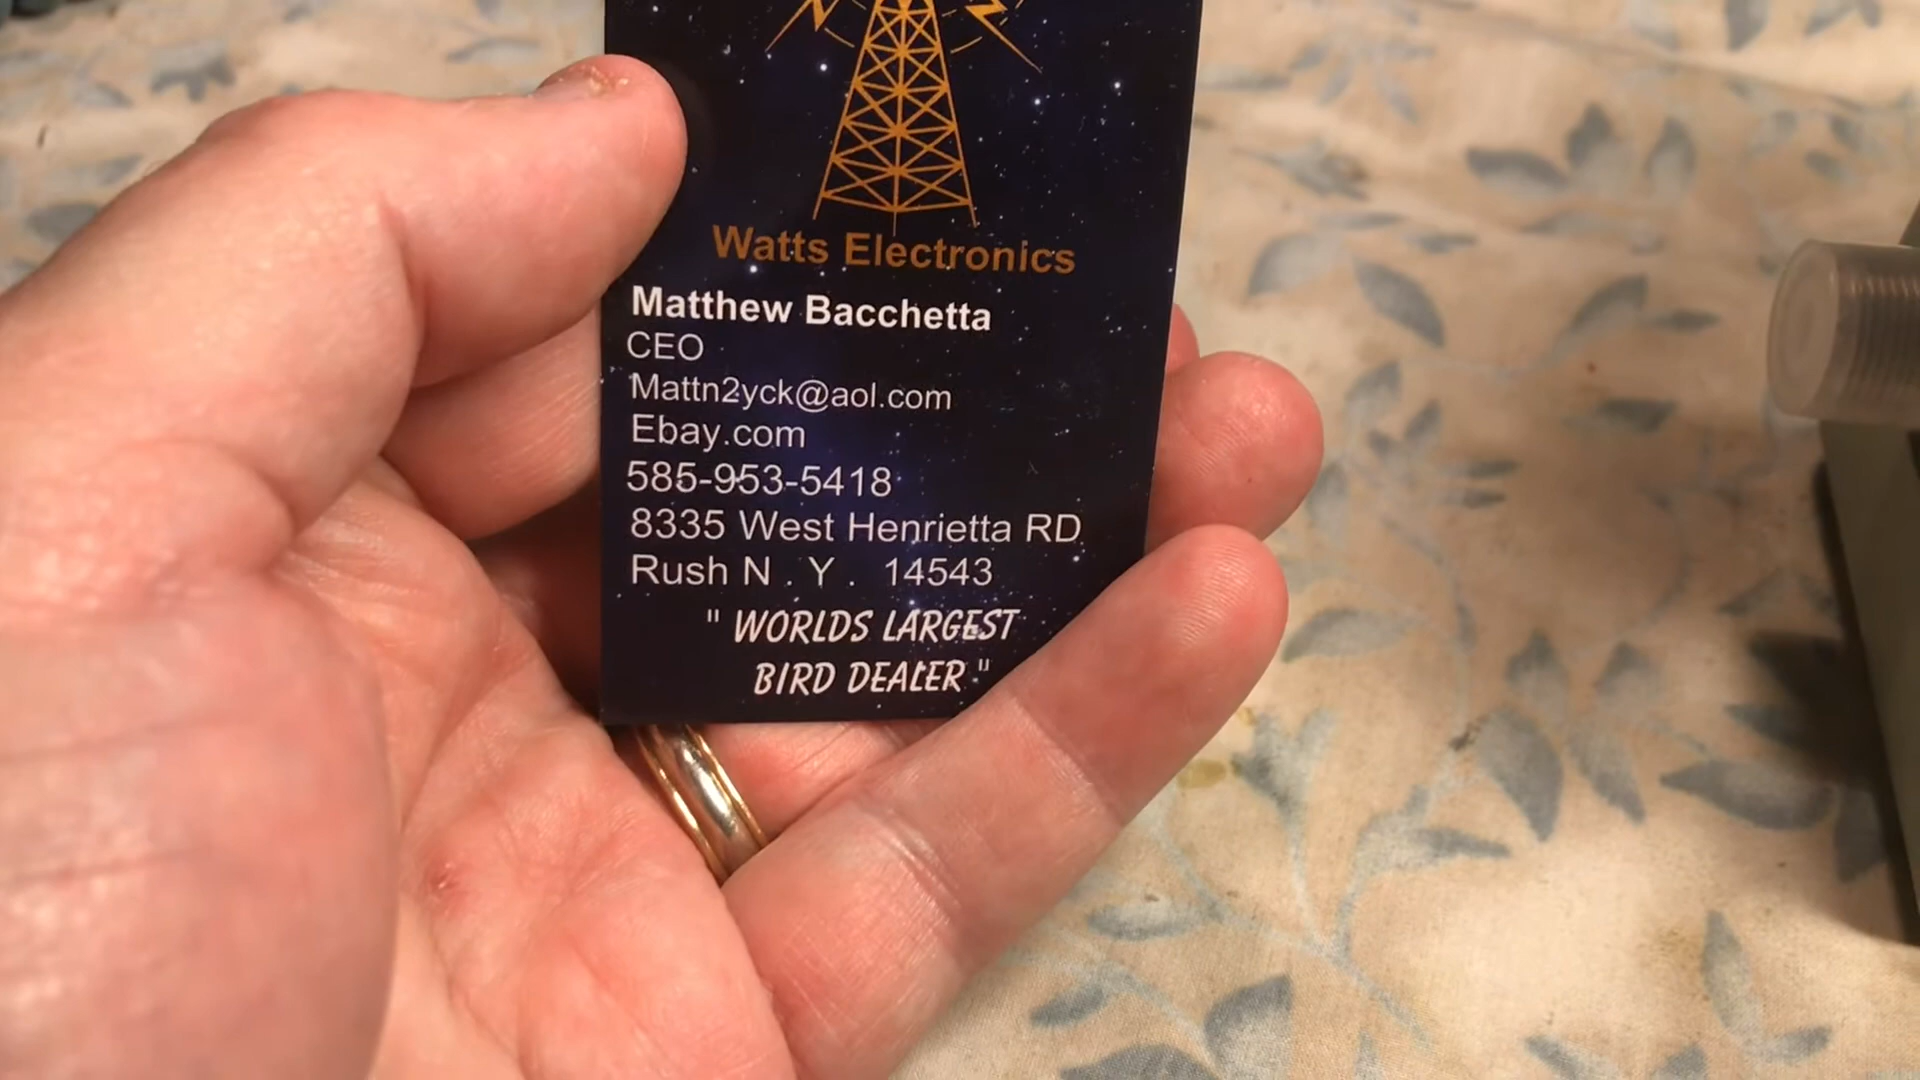 Watts Electronics
Matthew Bacchetta
CEO
Mattn2yck@aol.com
Ebay.com
585-953-5418
8335 West Henrietta RD
Rush N . Y . 14543
" WORLDS LARGEST
BIRD DEALER "